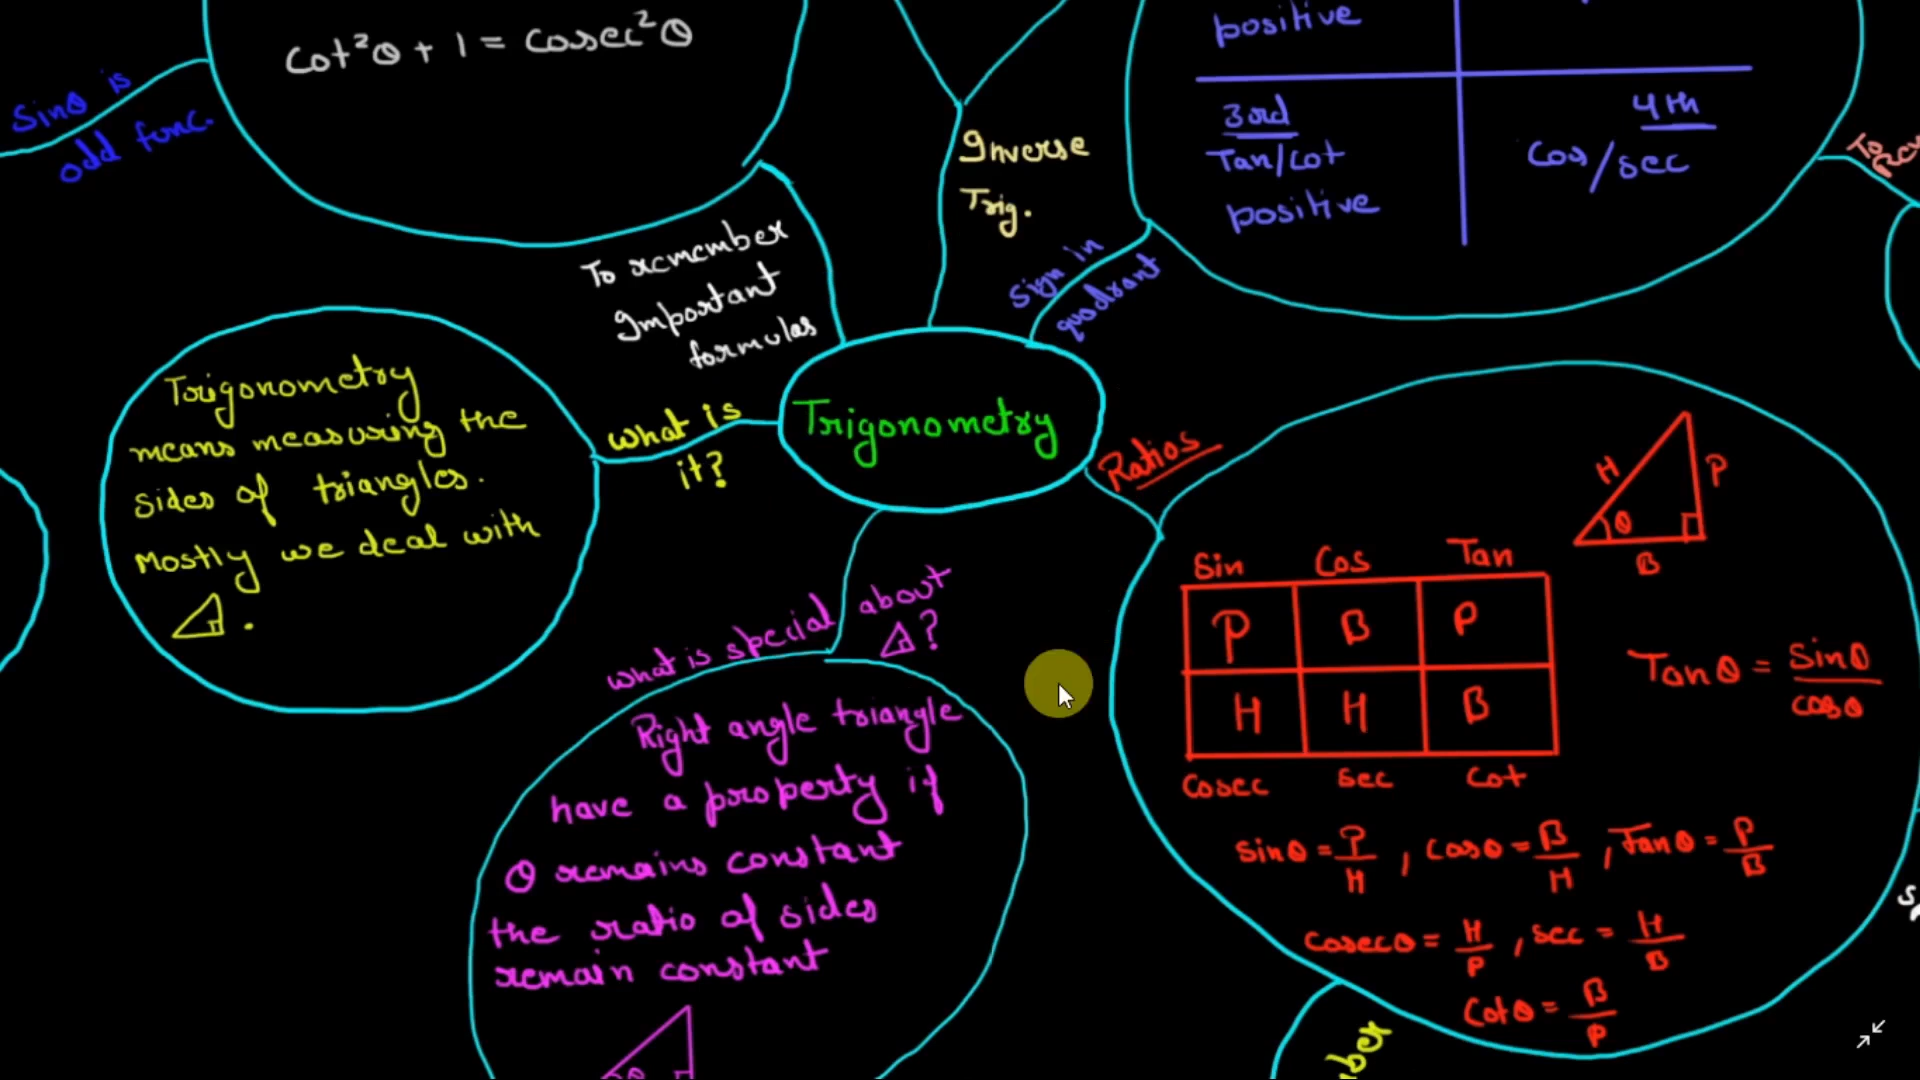 Cot²θ + 1 = Cosec²θ
Sinθ is
odd func.
positive
3rd
Tan/Cot
positive
4th
Cos/sec
Inverse
Trig.
Sign in
quadrant
To remember
Important
formulas
Trigonometry
what is
it?
Trigonometry
means measuring the
sides of triangles.
Mostly we deal with
.
Ratios
H
P
θ
B
Sin Cos Tan
P B P
H H B
Cosec Sec Cot
Tanθ = Sinθ
cosθ
sinθ = P/H , cosθ = B/H , Tanθ = P/B
cosecθ = H/P , sec = H/B
Cotθ = B/P
what is special about
?
Right angle triangle
have a property if
θ remains constant
the ratio of sides
remain constant
θ